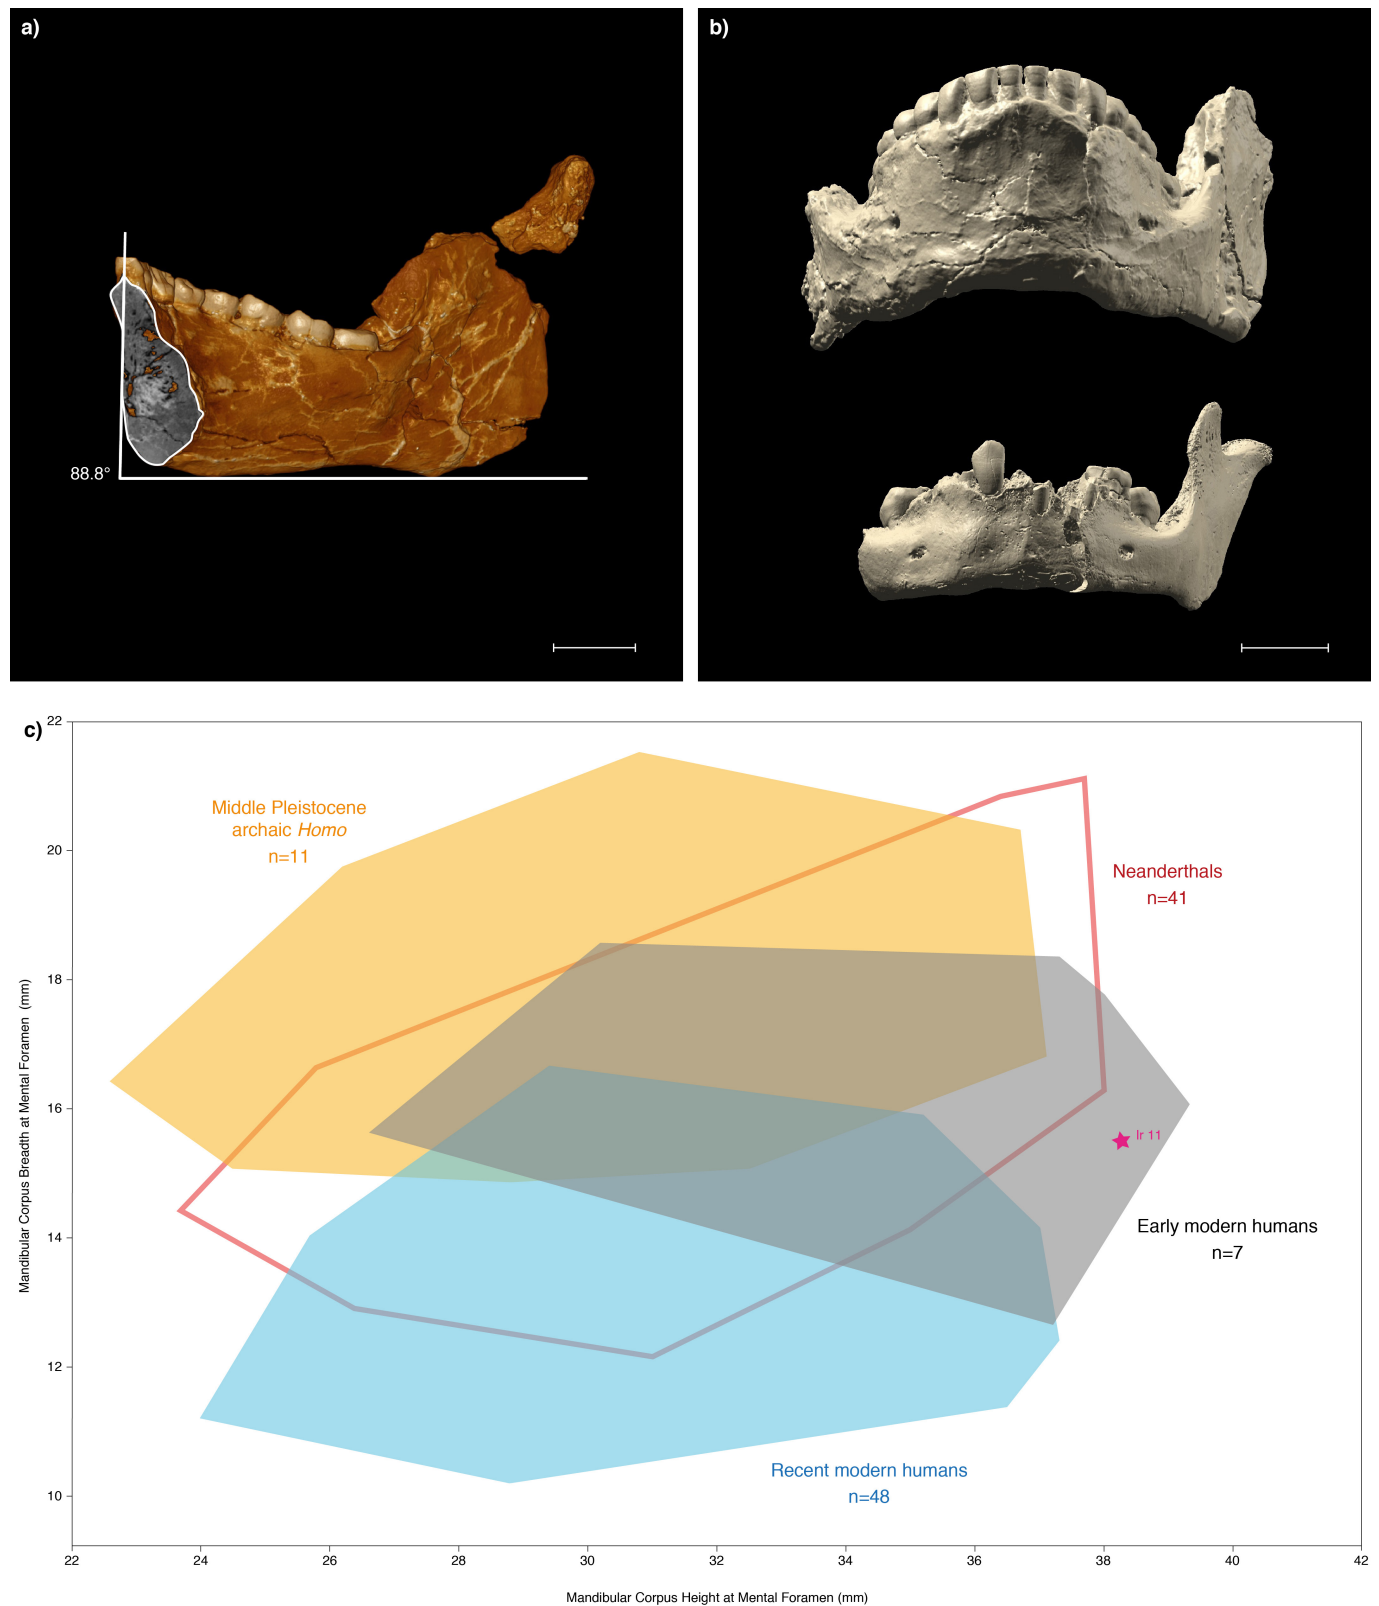 a)
b)
88.8°
c)
22
20
18
16
14
12
10
Mandibular Corpus Breadth at Mental Foramen (mm)
Middle Pleistocene
archaic Homo
n=11
Neanderthals
n=41
Ir 11
Early modern humans
n=7
Recent modern humans
n=48
22
24
26
28
30
32
34
36
38
40
42
Mandibular Corpus Height at Mental Foramen (mm)